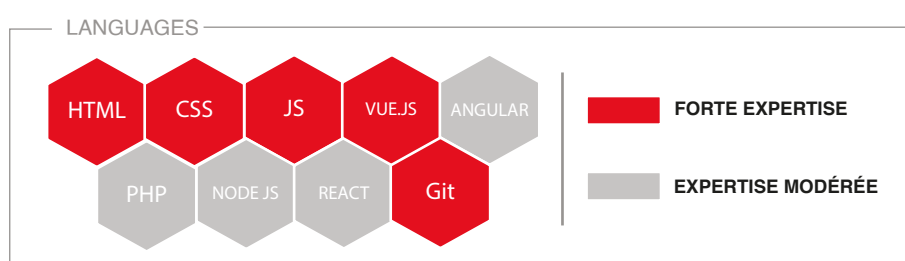 LANGUAGES
HTML CSS JS VUE.JS ANGULAR
PHP NODE.JS REACT Git
FORTE EXPERTISE
EXPERTISE MODÉRÉE